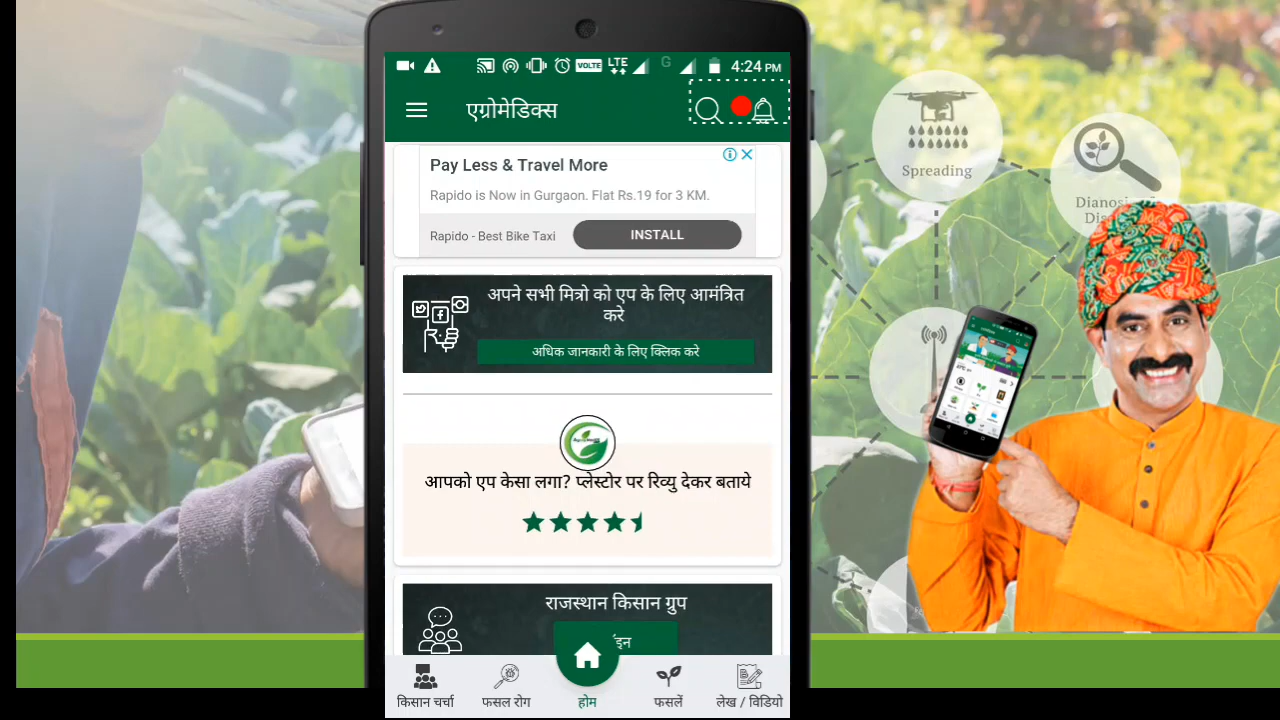 VOLTE LTE G 4:24 PM
एग्रोमेडिक्स
Pay Less & Travel More
Rapido is Now in Gurgaon. Flat Rs.19 for 3 KM.
Rapido - Best Bike Taxi
INSTALL
अपने सभी मित्रो को एप के लिए आमंत्रित
करे
अधिक जानकारी के लिए क्लिक करे
आपको एप केसा लगा? प्लेस्टोर पर रिव्यु देकर बताये
राजस्थान किसान ग्रुप
किसान चर्चा
फसल रोग
होम
फसलें
लेख / विडियो
Spreading